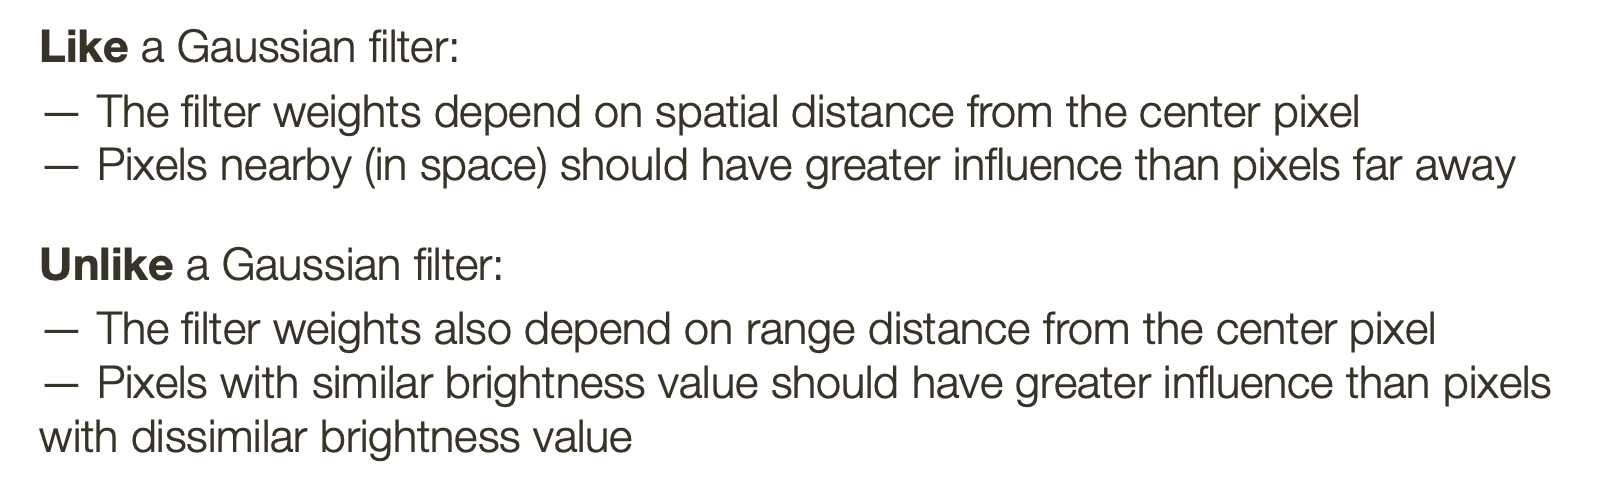 Like a Gaussian filter:
— The filter weights depend on spatial distance from the center pixel
— Pixels nearby (in space) should have greater influence than pixels far away
Unlike a Gaussian filter:
— The filter weights also depend on range distance from the center pixel
— Pixels with similar brightness value should have greater influence than pixels
with dissimilar brightness value